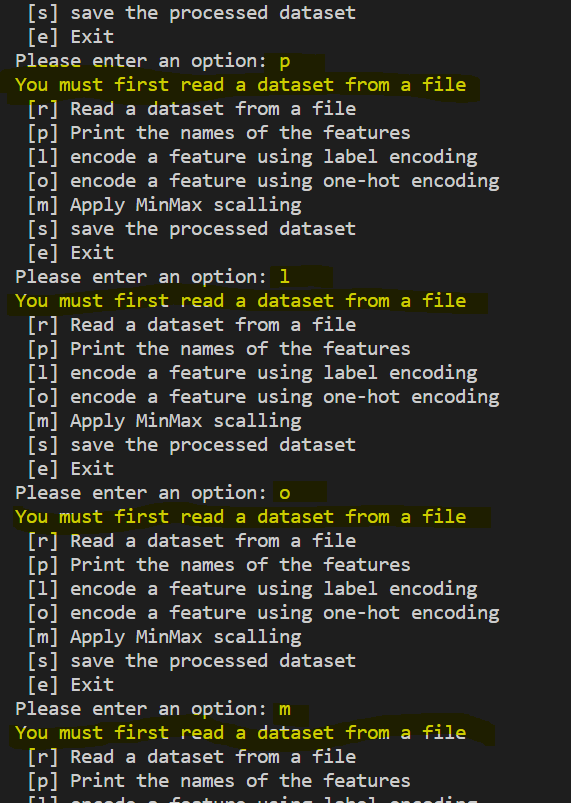 [s] save the processed dataset
[e] Exit
Please enter an option: p
You must first read a dataset from a file
[r] Read a dataset from a file
[p] Print the names of the features
[l] encode a feature using label encoding
[o] encode a feature using one-hot encoding
[m] Apply MinMax scalling
[s] save the processed dataset
[e] Exit
Please enter an option: l
You must first read a dataset from a file
[r] Read a dataset from a file
[p] Print the names of the features
[l] encode a feature using label encoding
[o] encode a feature using one-hot encoding
[m] Apply MinMax scalling
[s] save the processed dataset
[e] Exit
Please enter an option: o
You must first read a dataset from a file
[r] Read a dataset from a file
[p] Print the names of the features
[l] encode a feature using label encoding
[o] encode a feature using one-hot encoding
[m] Apply MinMax scalling
[s] save the processed dataset
[e] Exit
Please enter an option: m
You must first read a dataset from a file
[r] Read a dataset from a file
[p] Print the names of the features
[l] encode a feature using label encoding